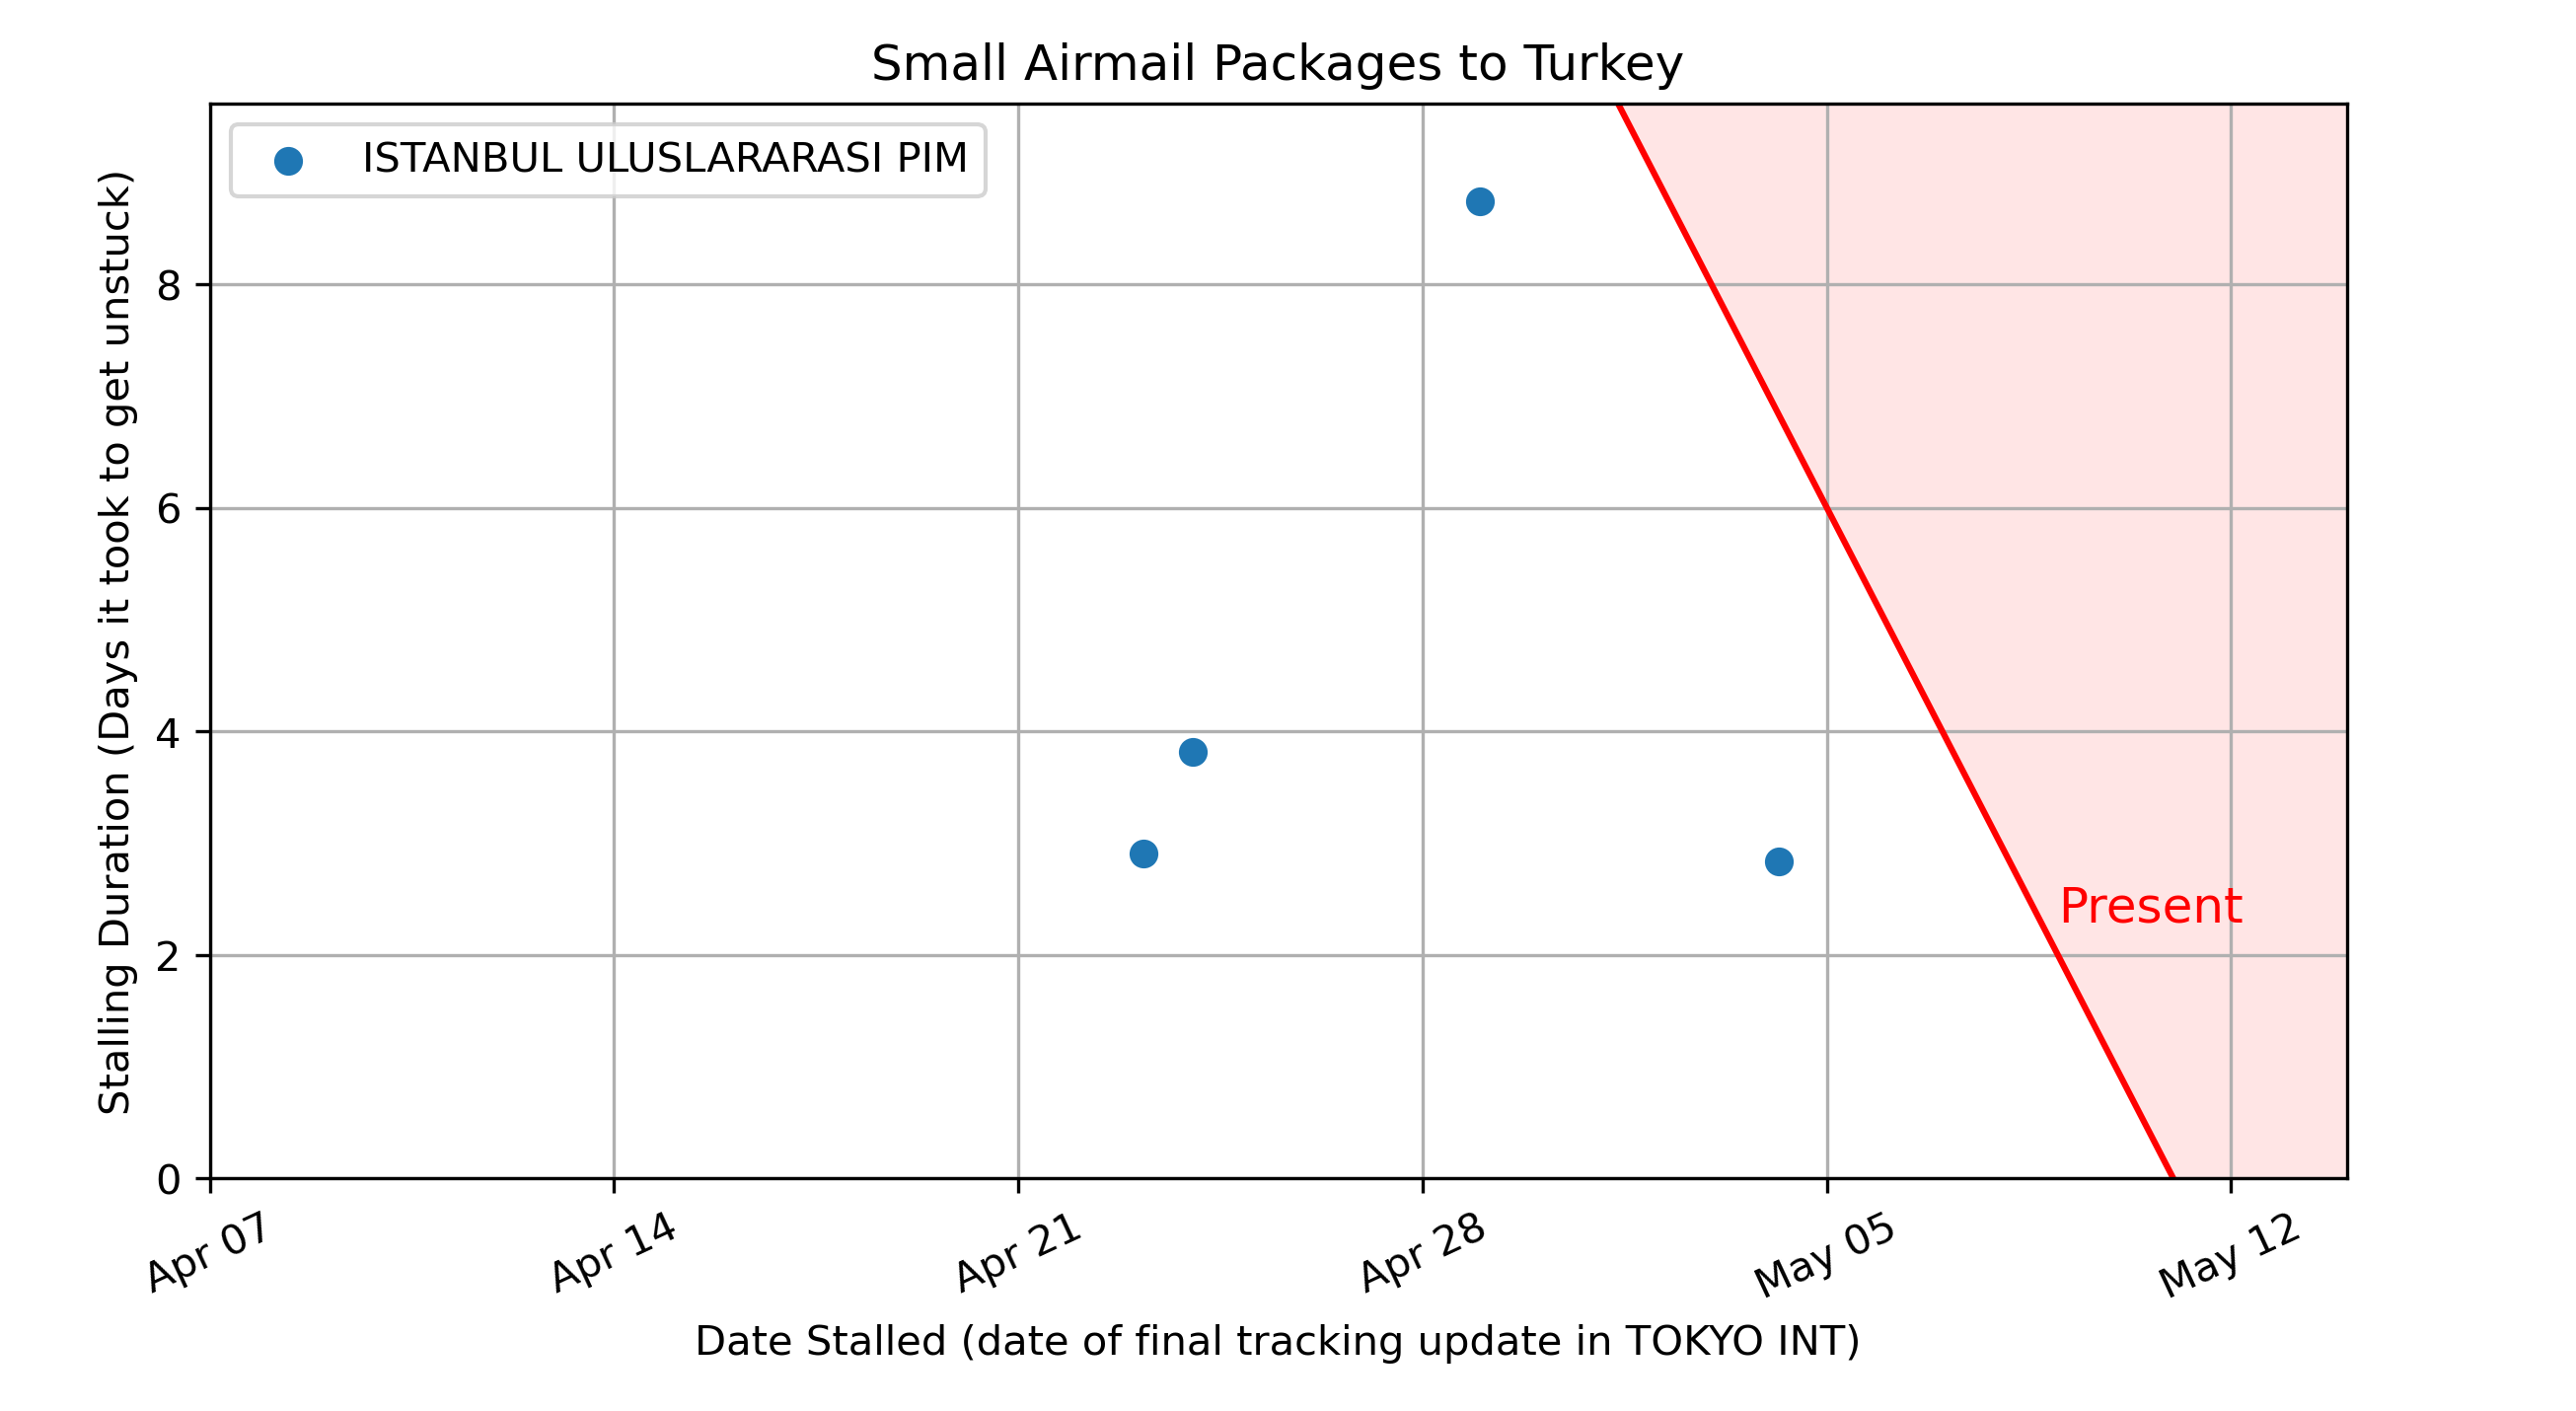 Small Airmail Packages to Turkey
ISTANBUL ULUSLARARASI PIM
Stalling Duration (Days it took to get unstuck)
8
6
4
2
0
Present
Apr 07
Apr 14
Apr 21
Apr 28
May 05
May 12
Date Stalled (date of final tracking update in TOKYO INT)